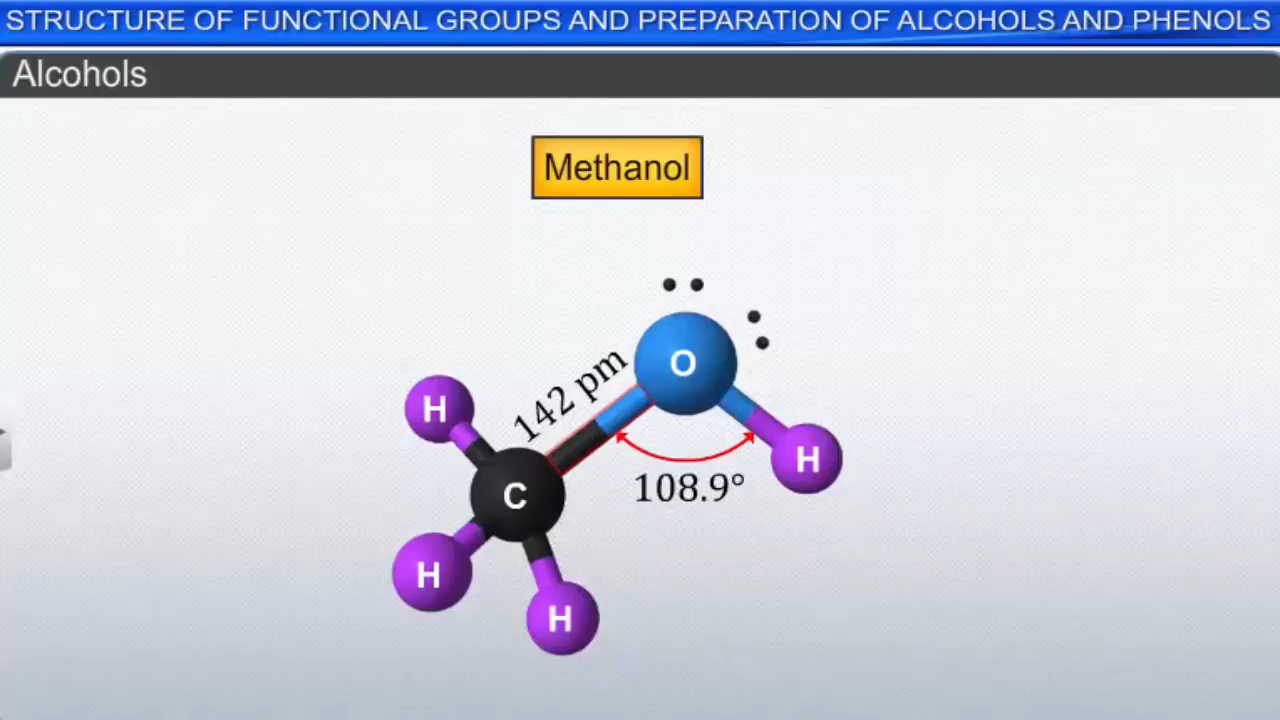 STRUCTURE OF FUNCTIONAL GROUPS AND PREPARATION OF ALCOHOLS AND PHENOLS
Alcohols
Methanol
O
142 pm
H
H
108.9°
C
H
H